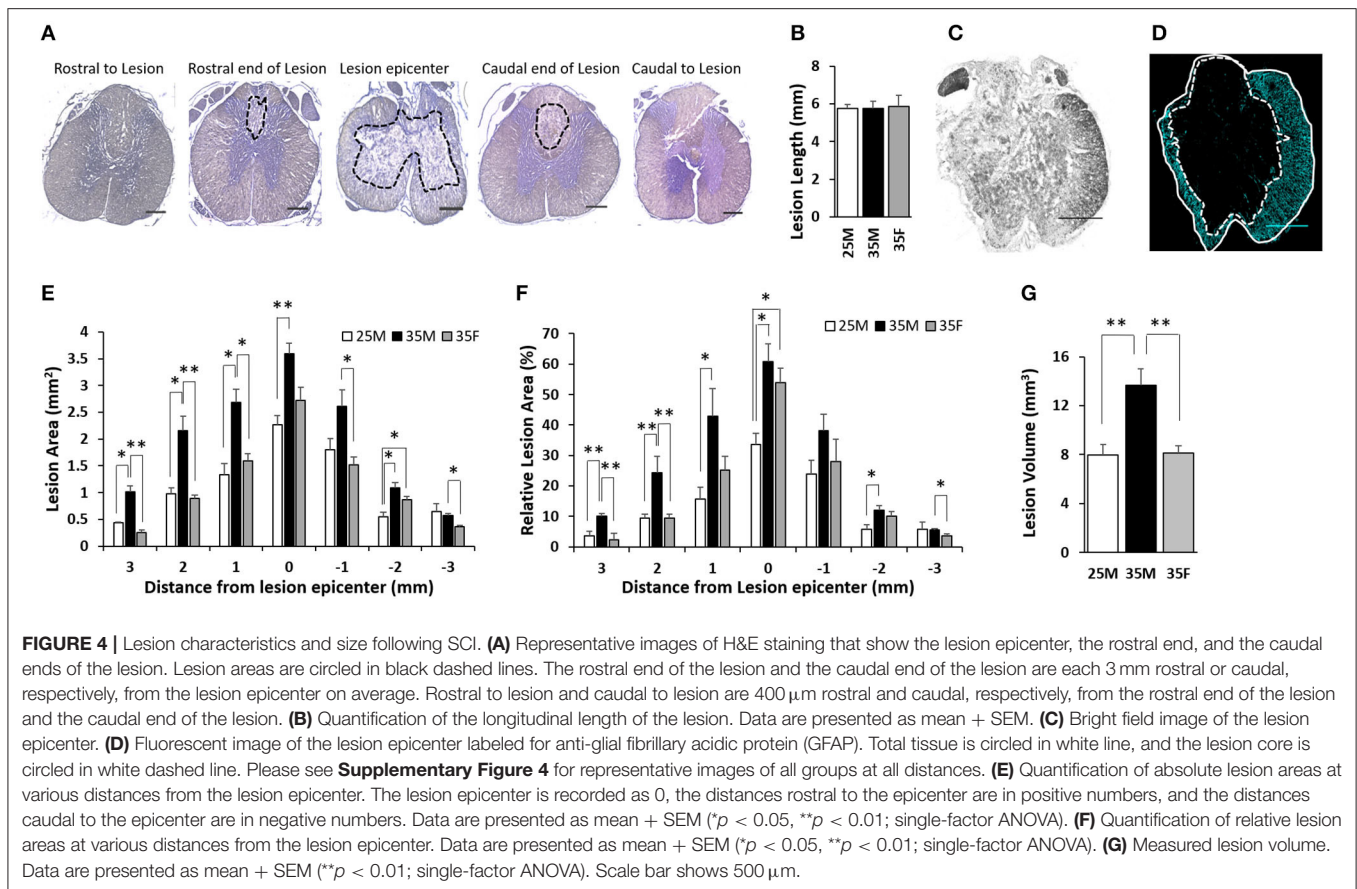 A
Rostral to Lesion
Rostral end of Lesion
Lesion epicenter
Caudal end of Lesion
Caudal to Lesion
B
Lesion Length (mm)
8
6
4
2
0
25M
35M
35F
C
D
E
Lesion Area (mm²)
4
3.5
3
2.5
2
1.5
1
0.5
0
* ** * ** * * ** * * * *
25M 35M 35F
3 2 1 0 -1 -2 -3
Distance from lesion epicenter (mm)
F
Relative Lesion Area (%)
70
60
50
40
30
20
10
0
** ** ** ** * * * * *
25M 35M 35F
3 2 1 0 -1 -2 -3
Distance from Lesion epicenter (mm)
G
Lesion Volume (mm³)
16
12
8
4
0
** **
25M 35M 35F
FIGURE 4 | Lesion characteristics and size following SCI. (A) Representative images of H&E staining that show the lesion epicenter, the rostral end, and the caudal
ends of the lesion. Lesion areas are circled in black dashed lines. The rostral end of the lesion and the caudal end of the lesion are each 3 mm rostral or caudal,
respectively, from the lesion epicenter on average. Rostral to lesion and caudal to lesion are 400 μm rostral and caudal, respectively, from the rostral end of the lesion
and the caudal end of the lesion. (B) Quantification of the longitudinal length of the lesion. Data are presented as mean + SEM. (C) Bright field image of the lesion
epicenter. (D) Fluorescent image of the lesion epicenter labeled for anti-glial fibrillary acidic protein (GFAP). Total tissue is circled in white line, and the lesion core is
circled in white dashed line. Please see Supplementary Figure 4 for representative images of all groups at all distances. (E) Quantification of absolute lesion areas at
various distances from the lesion epicenter. The lesion epicenter is recorded as 0, the distances rostral to the epicenter are in positive numbers, and the distances
caudal to the epicenter are in negative numbers. Data are presented as mean + SEM (*p < 0.05, **p < 0.01; single-factor ANOVA). (F) Quantification of relative lesion
areas at various distances from the lesion epicenter. Data are presented as mean + SEM (*p < 0.05, **p < 0.01; single-factor ANOVA). (G) Measured lesion volume.
Data are presented as mean + SEM (**p < 0.01; single-factor ANOVA). Scale bar shows 500 μm.